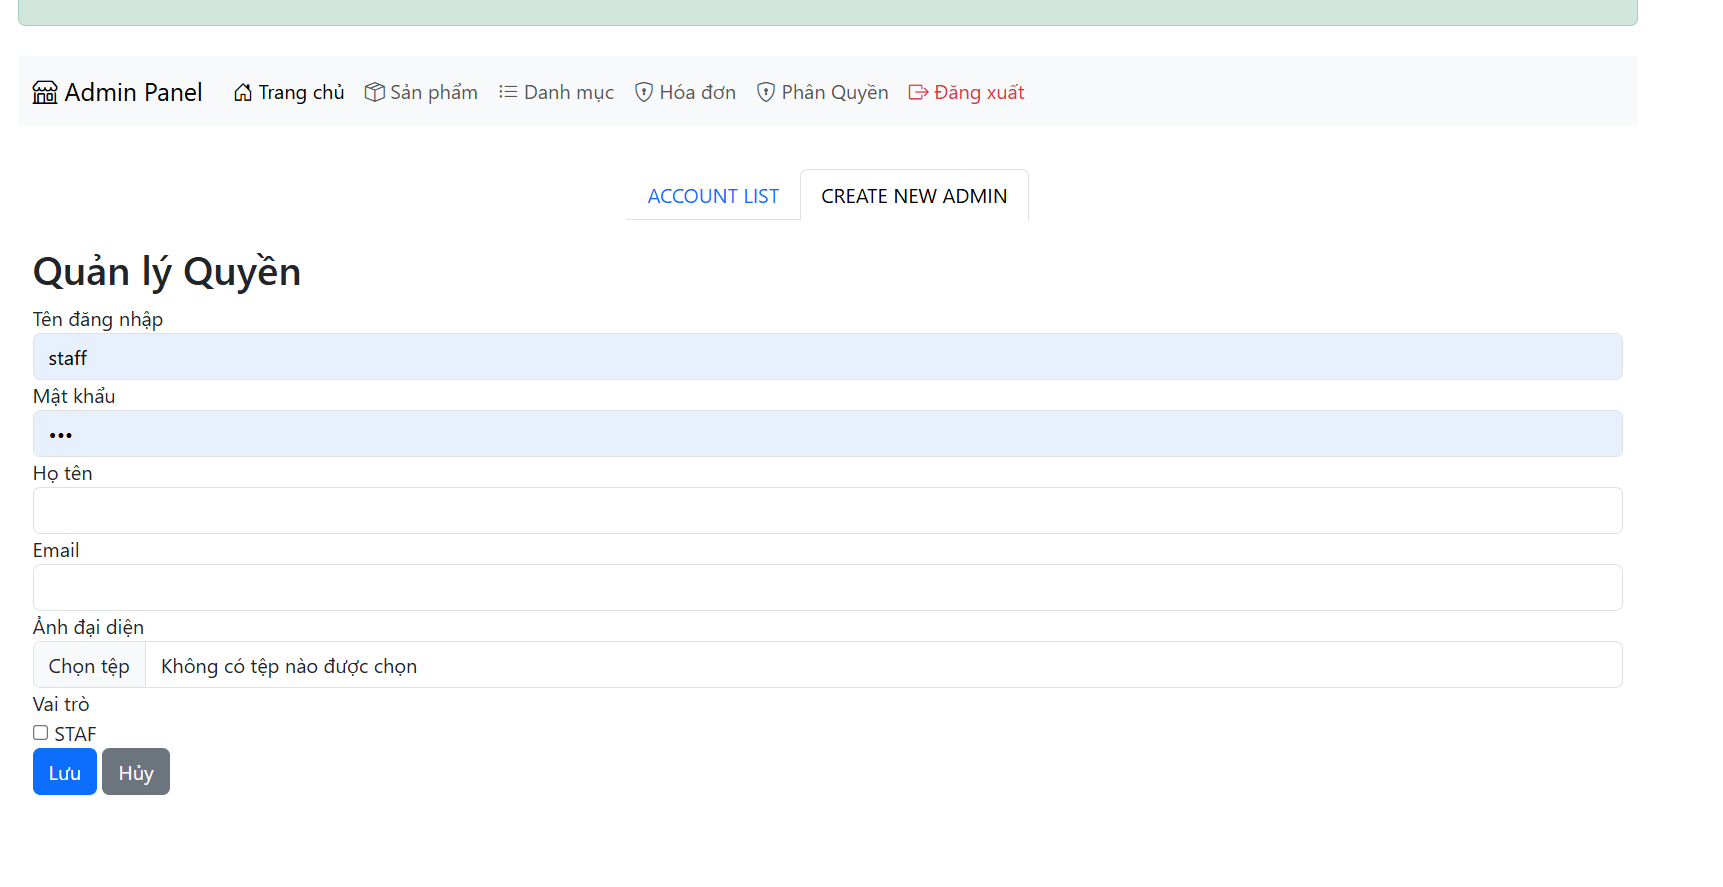 Admin Panel Trang chủ Sản phẩm Danh mục Hóa đơn Phân Quyền Đăng xuất
ACCOUNT LIST CREATE NEW ADMIN
Quản lý Quyền
Tên đăng nhập
staff
Mật khẩu
•••
Họ tên
Email
Ảnh đại diện
Chọn tệp Không có tệp nào được chọn
Vai trò
STAF
Lưu Hủy